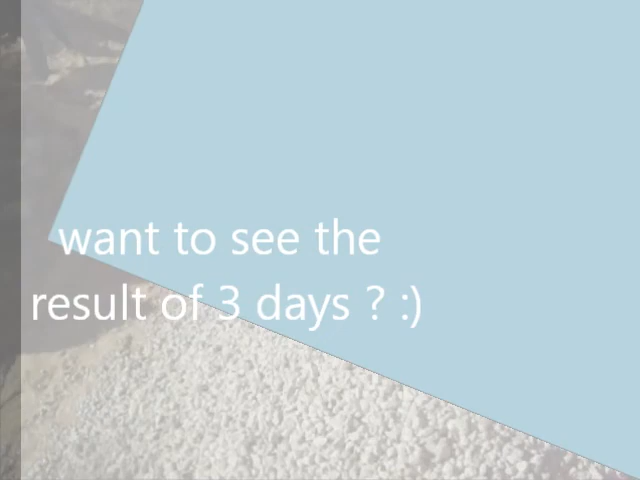 want to see the
result of 3 days ? :)